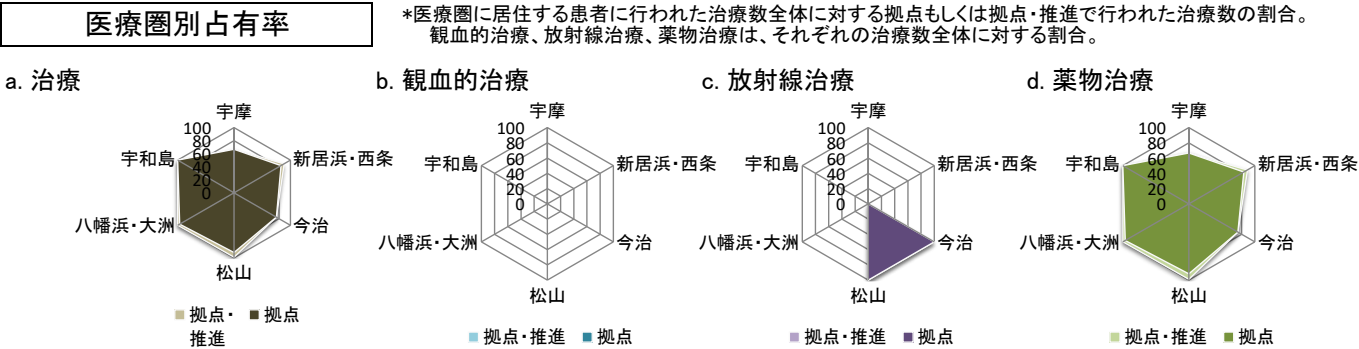 医療圏別占有率
*医療圏に居住する患者に行われた治療数全体に対する拠点もしくは拠点・推進で行われた治療数の割合。
観血的治療、放射線治療、薬物治療は、それぞれの治療数全体に対する割合。
a. 治療
宇摩
100
80
60
40
20
0
新居浜・西条
今治
松山
八幡浜・大洲
宇和島
拠点・
推進
拠点
b. 観血的治療
宇摩
100
80
60
40
20
0
新居浜・西条
今治
松山
八幡浜・大洲
宇和島
拠点・推進
拠点
c. 放射線治療
宇摩
100
80
60
40
20
0
新居浜・西条
今治
松山
八幡浜・大洲
宇和島
拠点・推進
拠点
d. 薬物治療
宇摩
100
80
60
40
20
0
新居浜・西条
今治
松山
八幡浜・大洲
宇和島
拠点・推進
拠点